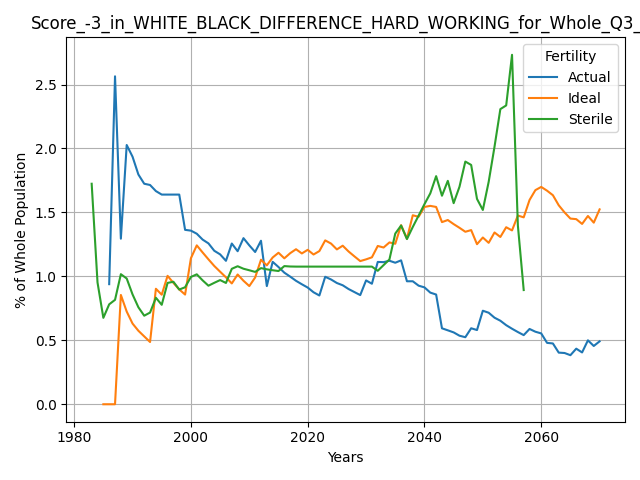 Score_-3_in_WHITE_BLACK_DIFFERENCE_HARD_WORKING_for_Whole_Q3_
Fertility
Actual
Ideal
Sterile
% of Whole Population
2.5
2.0
1.5
1.0
0.5
0.0
1980 2000 2020 2040 2060
Years